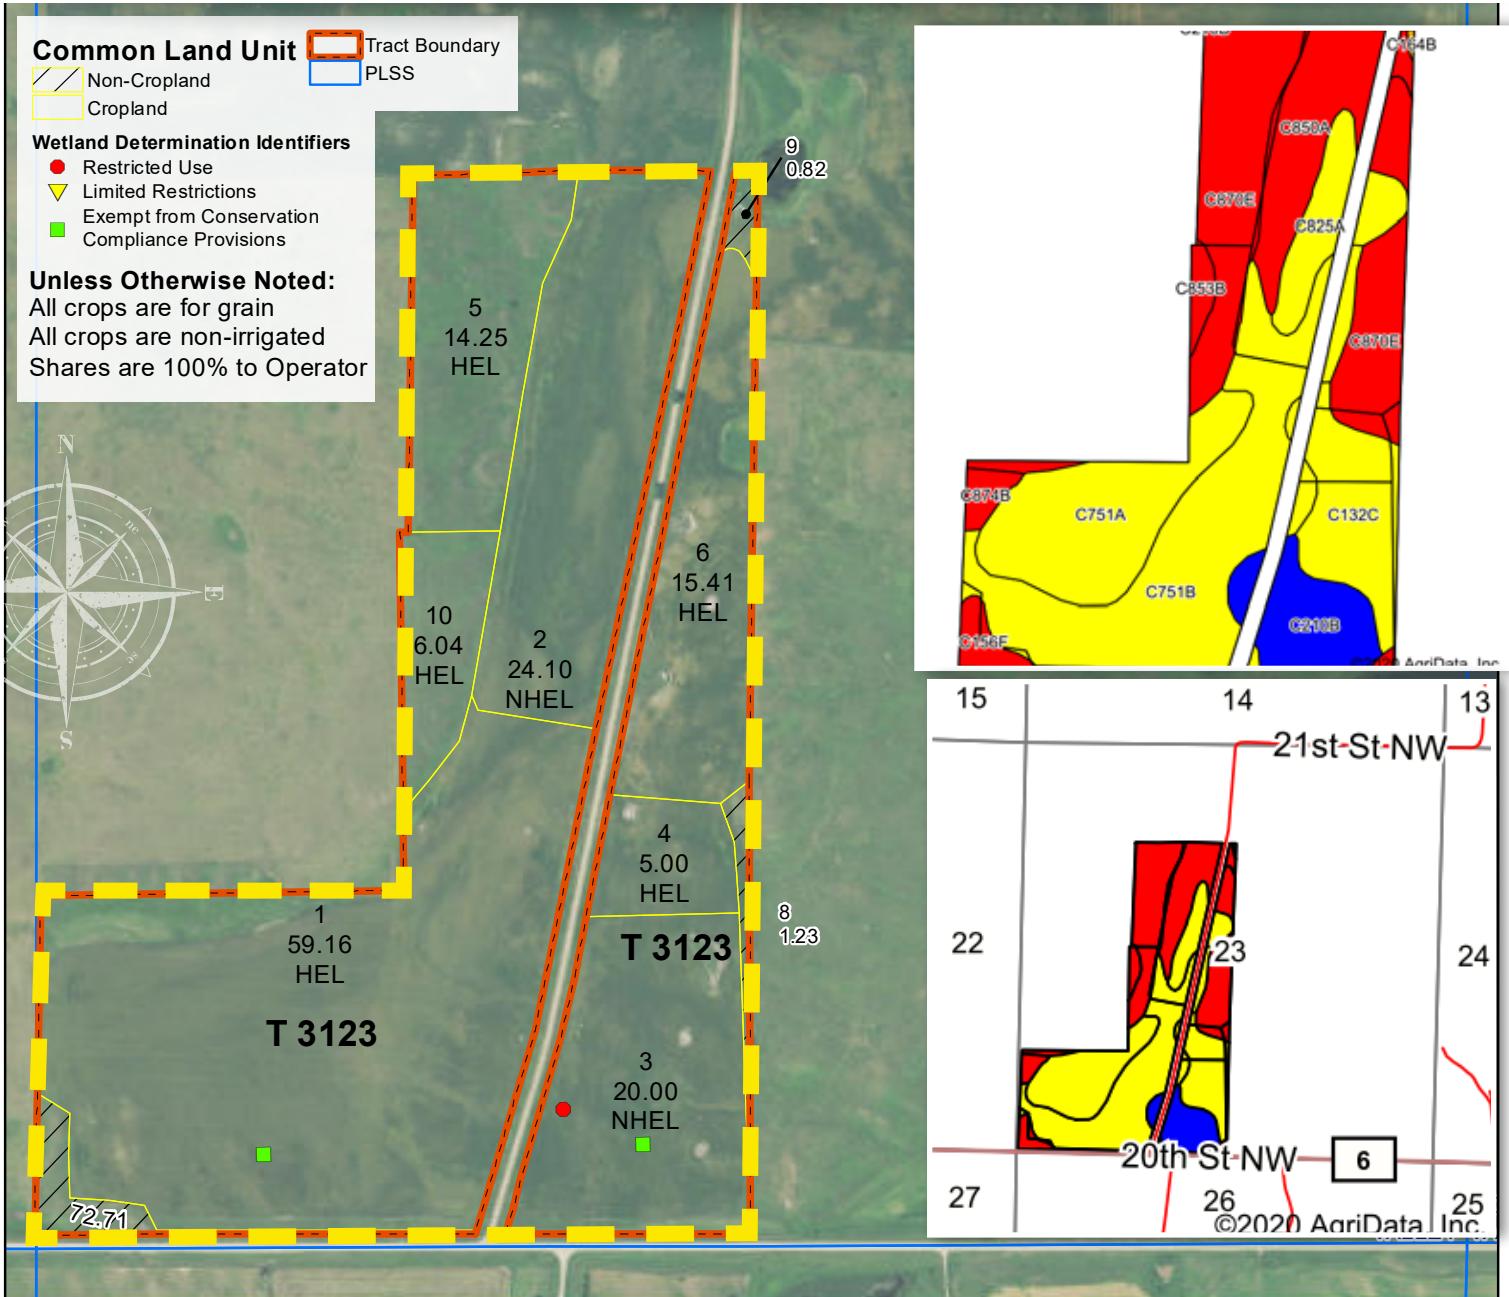 Common Land Unit
Non-Cropland
Cropland
Tract Boundary
PLSS
Wetland Determination Identifiers
Restricted Use
Limited Restrictions
Exempt from Conservation
Compliance Provisions
Unless Otherwise Noted:
All crops are for grain
All crops are non-irrigated
Shares are 100% to Operator
N
ne
E
se
S
9
0.82
5
14.25
HEL
6
15.41
HEL
10
6.04
HEL
2
24.10
NHEL
4
5.00
HEL
8
1.23
1
59.16
HEL
T 3123
T 3123
3
20.00
NHEL
72.71
C164B
C850A
C870E
C825A
C853B
C870E
C874B
C751A
C132C
C751B
C210B
C156F
AgriData, Inc
15
14
13
21st St NW
22
23
24
20th St NW
6
27
26
25
©2020 AgriData, Inc.